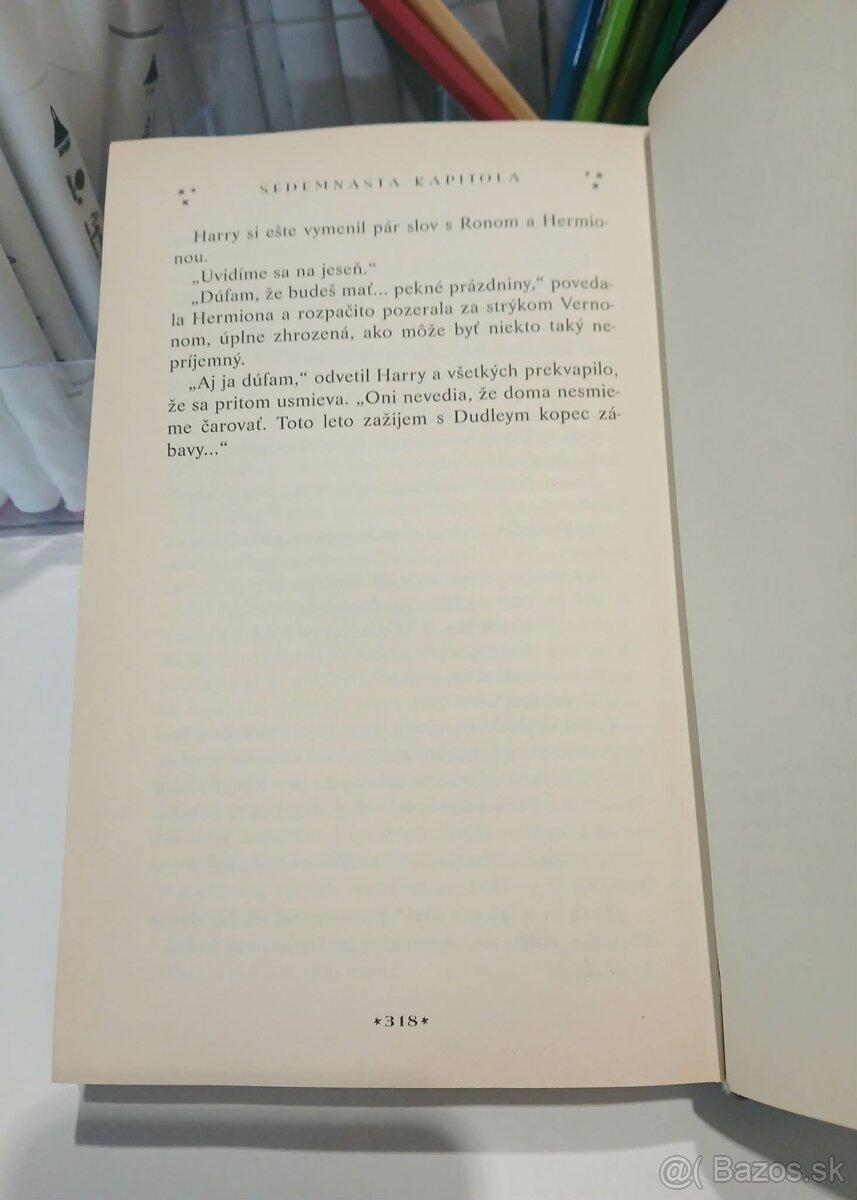 SEDEMNASTA KAPITOLA
Harry si ešte vymenil pár slov s Ronom a Hermio-
nou.
„Uvidíme sa na jeseň.“
„Dúfam, že budeš mať... pekné prázdniny,“ poveda-
la Hermiona a rozpačito pozerala za strýkom Verno-
nom, úplne zhrozená, ako môže byť niekto taký ne-
príjemný.
„Aj ja dúfam,“ odvetil Harry a všetkých prekvapilo,
že sa pritom usmieva. „Oni nevedia, že doma nesmie-
me čarovať. Toto leto zažijem s Dudleym kopec zá-
bavy...“
*318*
@( Bazos.sk